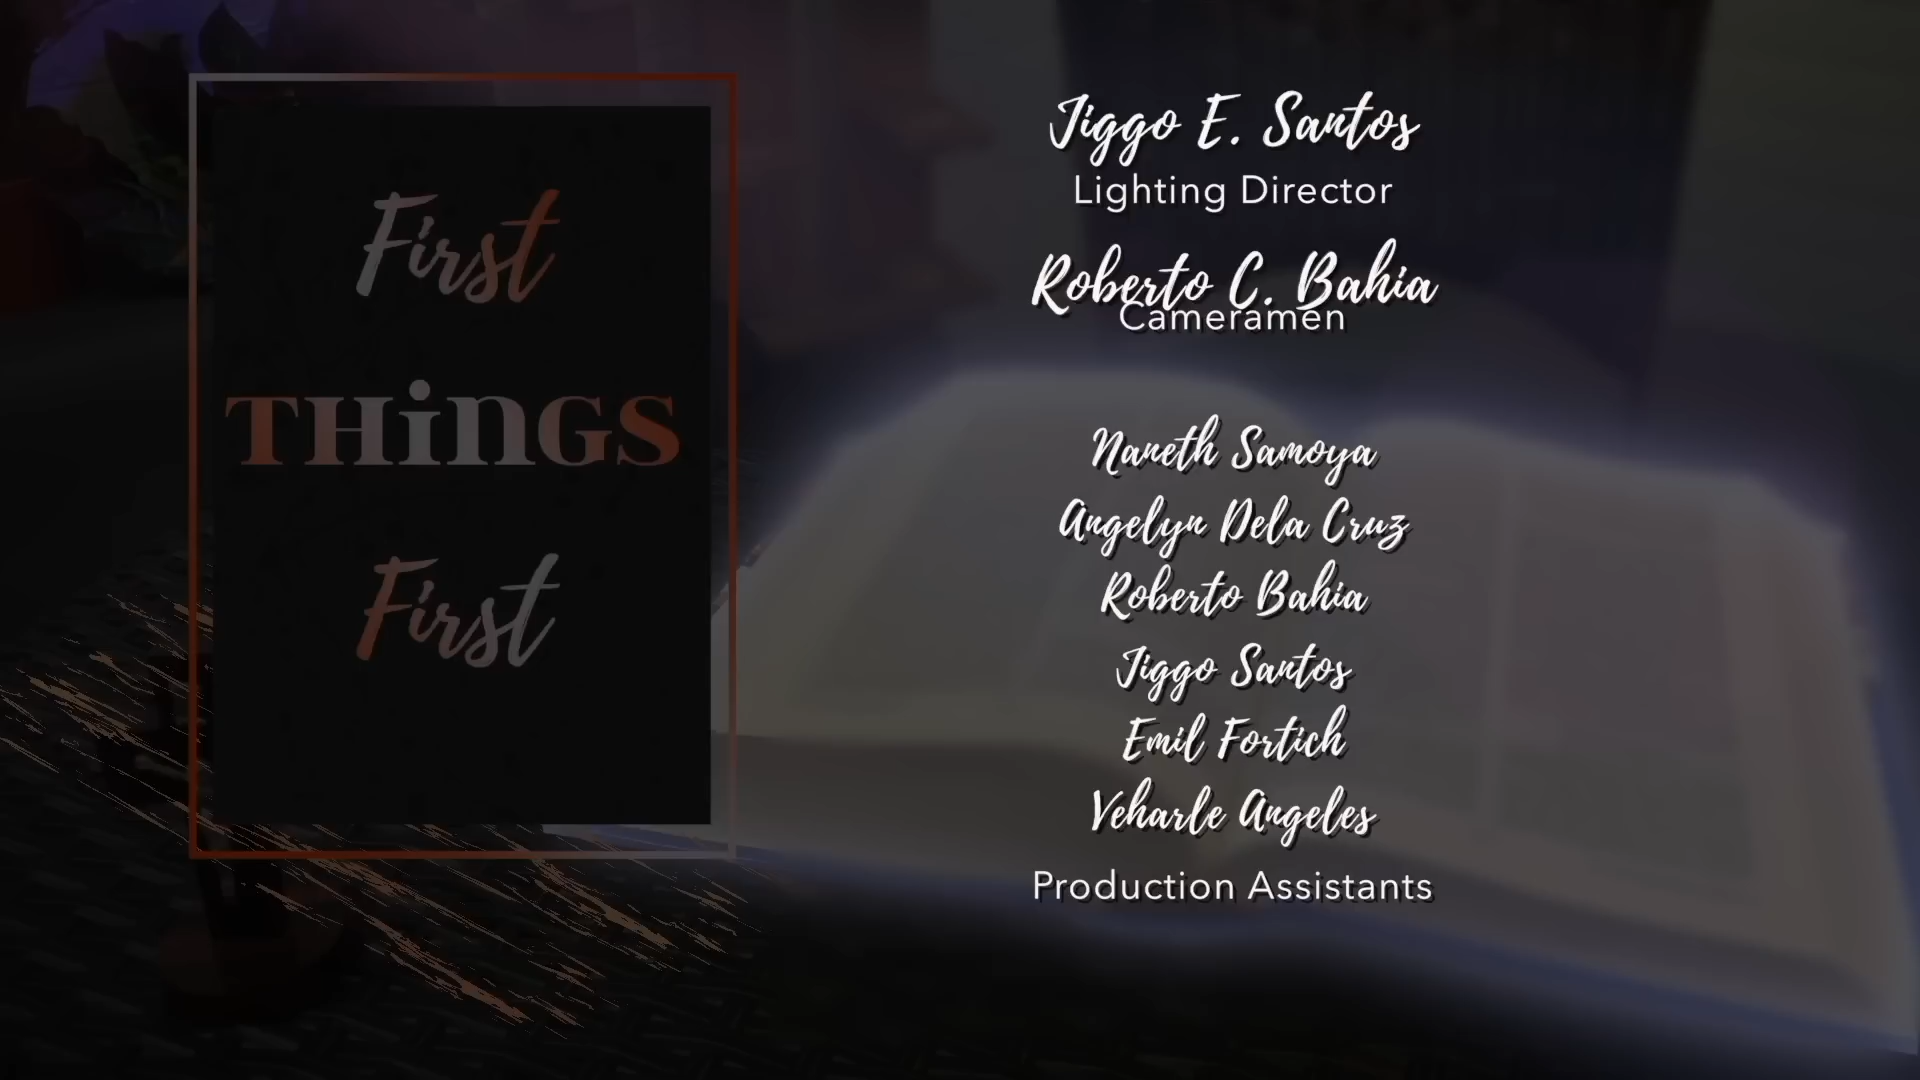 First
THiNGS
First
Jiggo E. Santos
Lighting Director
Roberto C. Bahia
Cameramen
Naneth Samoya
Angelyn Dela Cruz
Roberto Bahia
Jiggo Santos
Emil Fortich
Veharle Angeles
Production Assistants